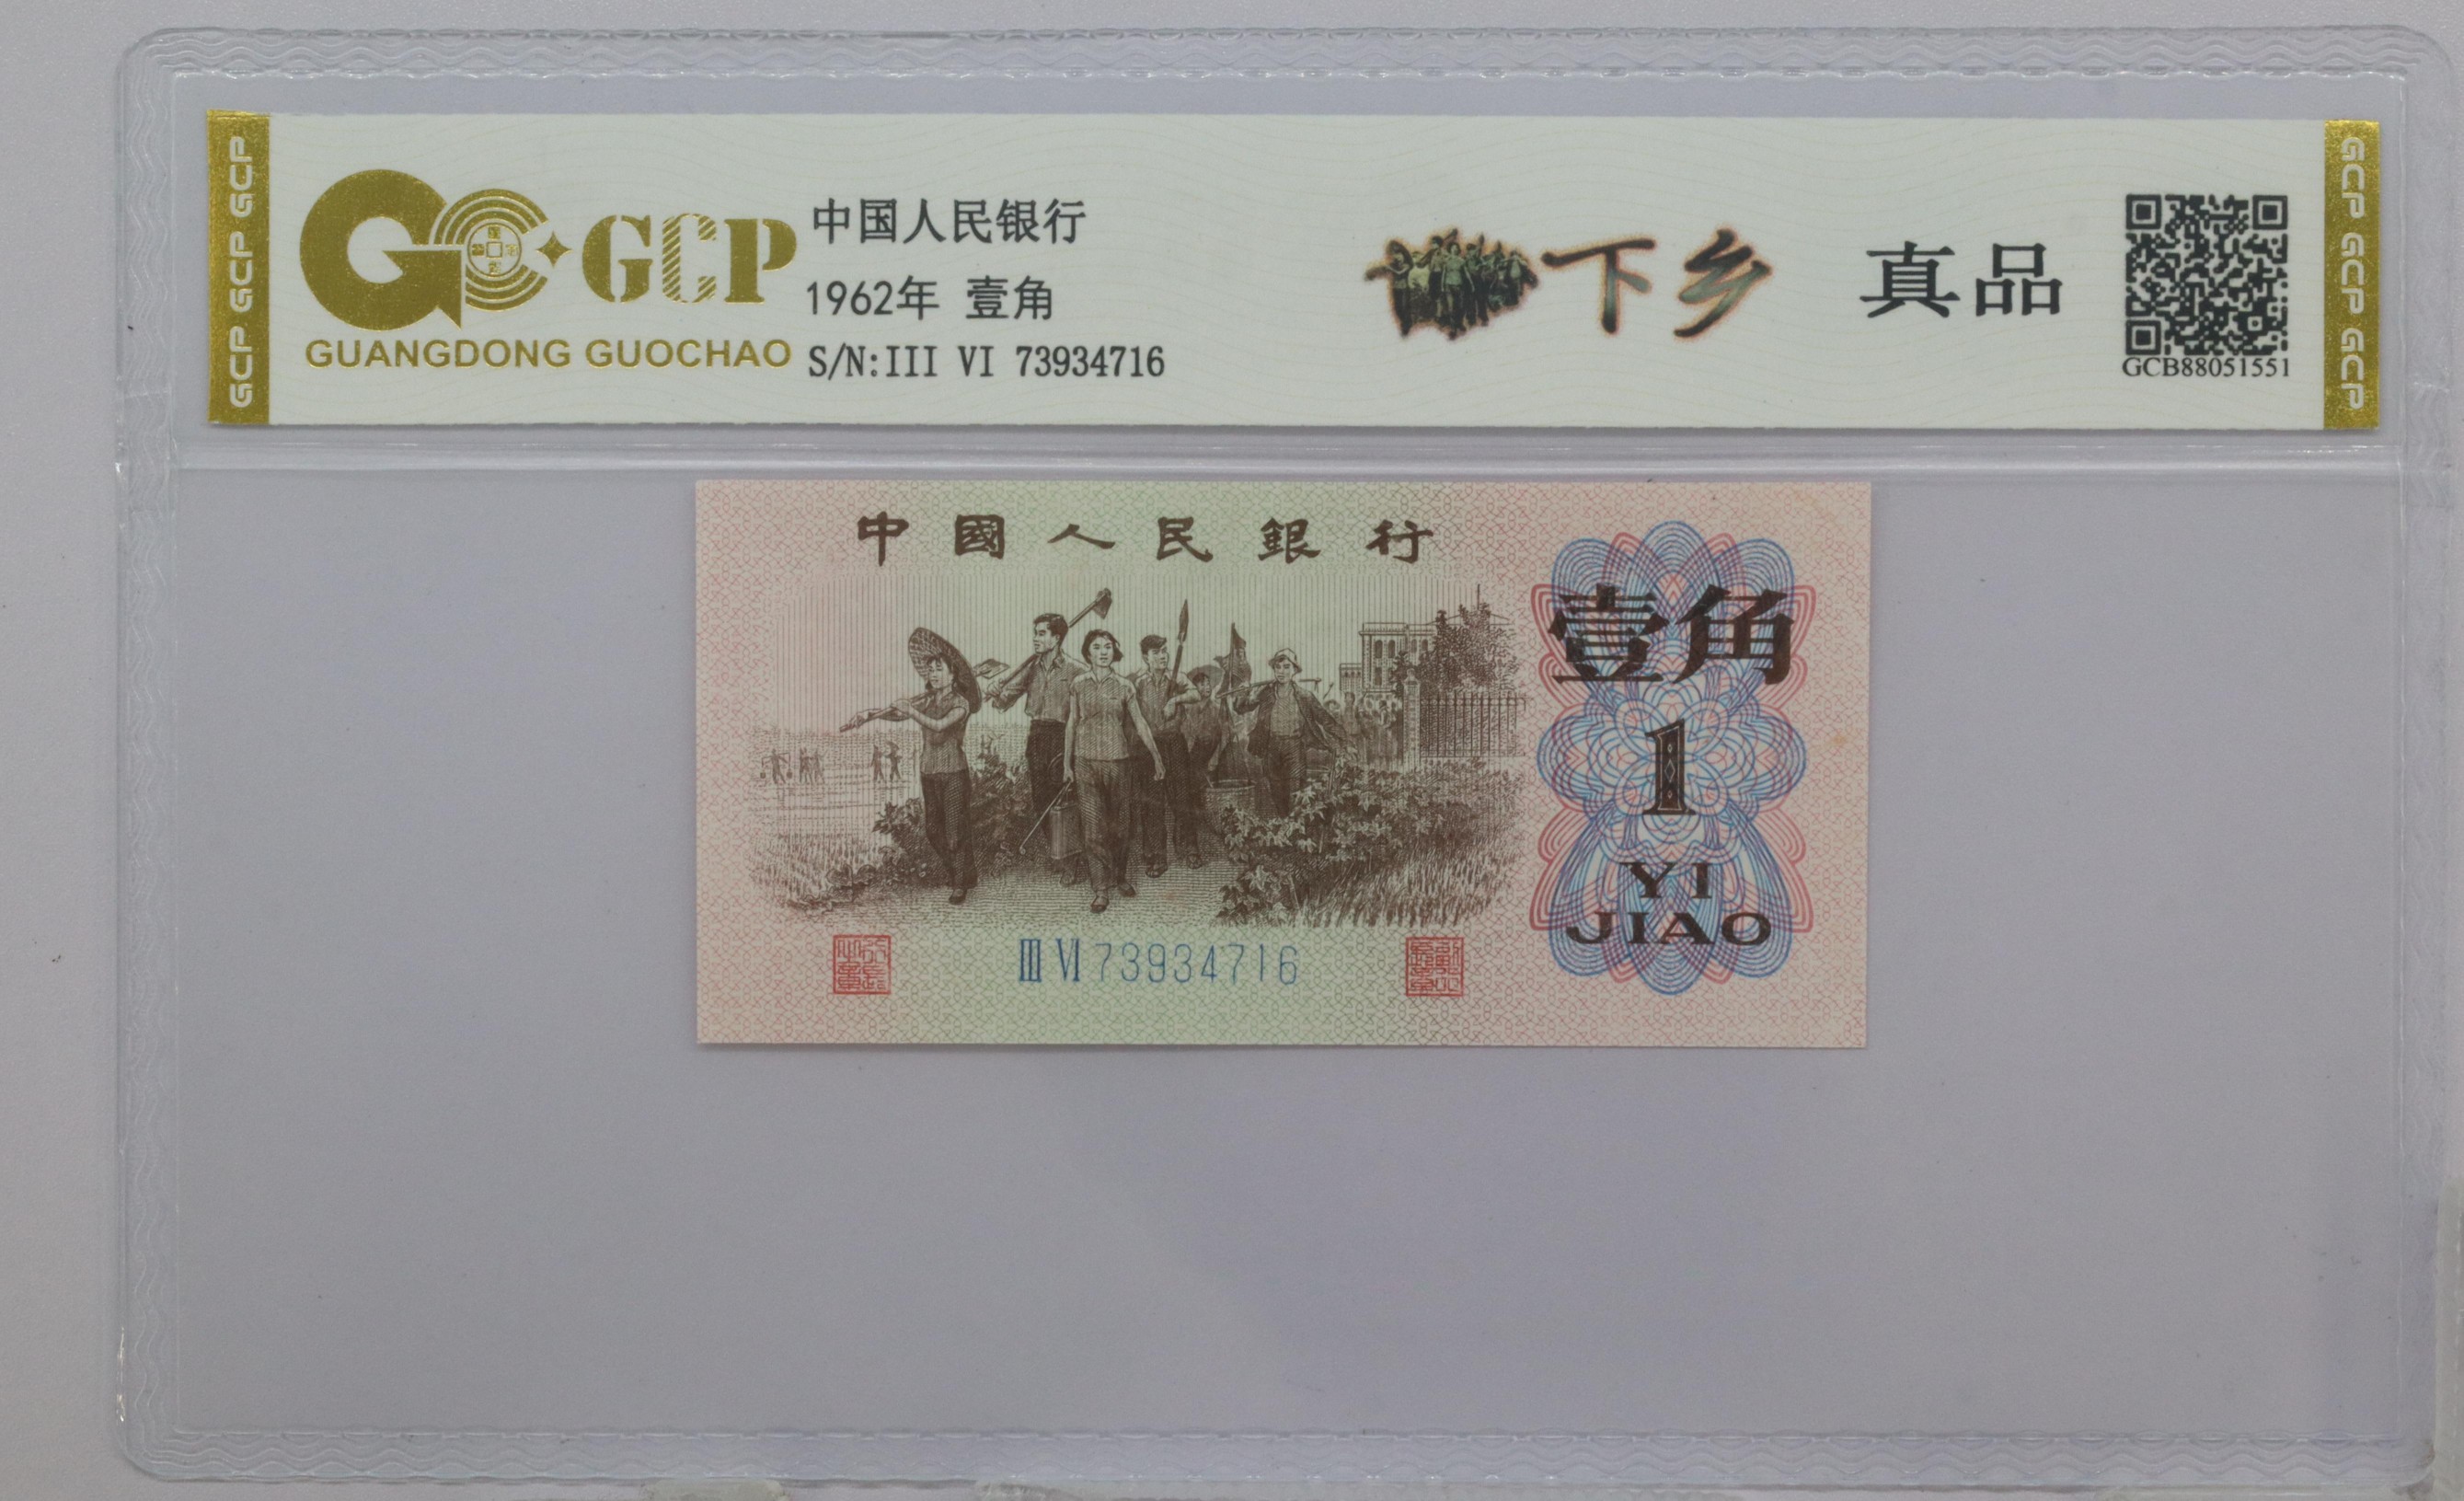 GCP GCP GCP
GCP
GUANGDONG GUOCHAO
中国人民银行
1962年 壹角
S/N:III VI 73934716
下乡
真品
GCB88051551
GCP GCP GCP
中國人民銀行
壹角
1
YI
JIAO
III VI 73934716